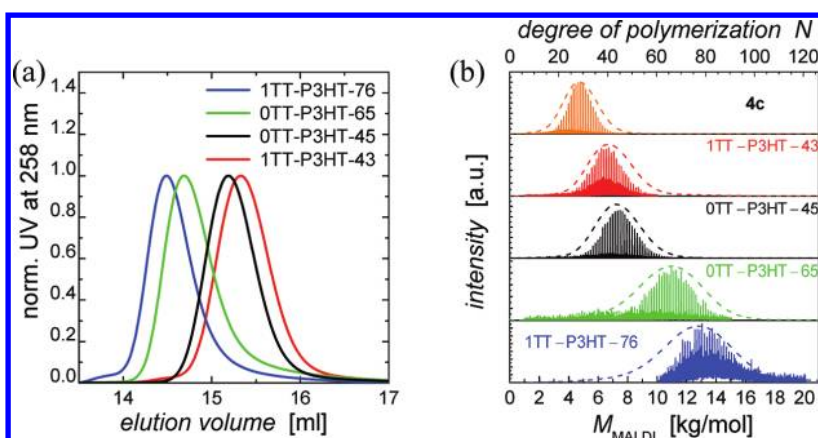 (a)
1.4
1.2
1.0
0.8
0.6
0.4
0.2
0.0
norm. UV at 258 nm
1TT-P3HT-76
0TT-P3HT-65
0TT-P3HT-45
1TT-P3HT-43
14 15 16 17
elution volume [ml]
(b)
degree of polymerization N
0 20 40 60 80 100 120
intensity [a.u.]
4c
1TT-P3HT-43
0TT-P3HT-45
0TT-P3HT-65
1TT-P3HT-76
0 2 4 6 8 10 12 14 16 18 20
M_MALDI [kg/mol]